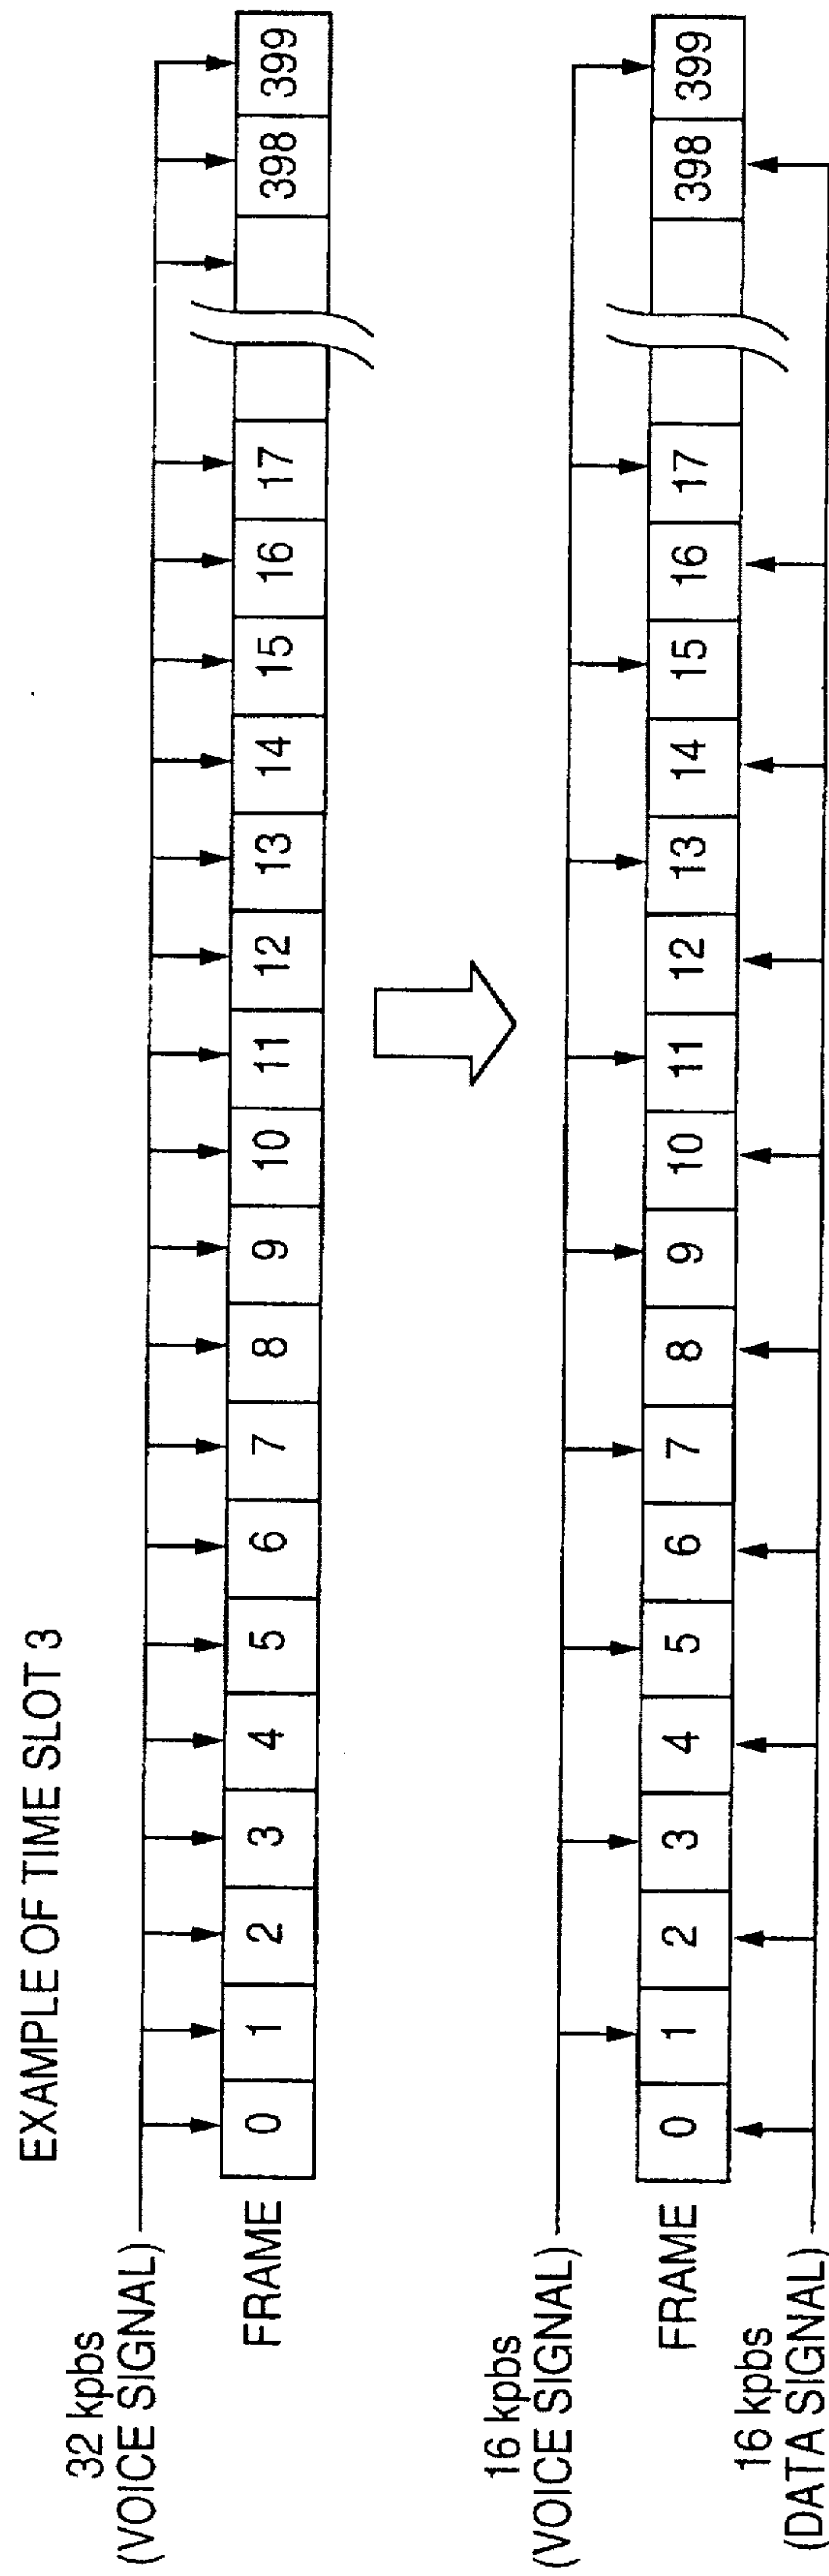 EXAMPLE OF TIME SLOT 3
32 kpbs
(VOICE SIGNAL)
FRAME
0 1 2 3 4 5 6 7 8 9 10 11 12 13 14 15 16 17 398 399
16 kpbs
(VOICE SIGNAL)
FRAME
0 1 2 3 4 5 6 7 8 9 10 11 12 13 14 15 16 17 398 399
16 kpbs
(DATA SIGNAL)